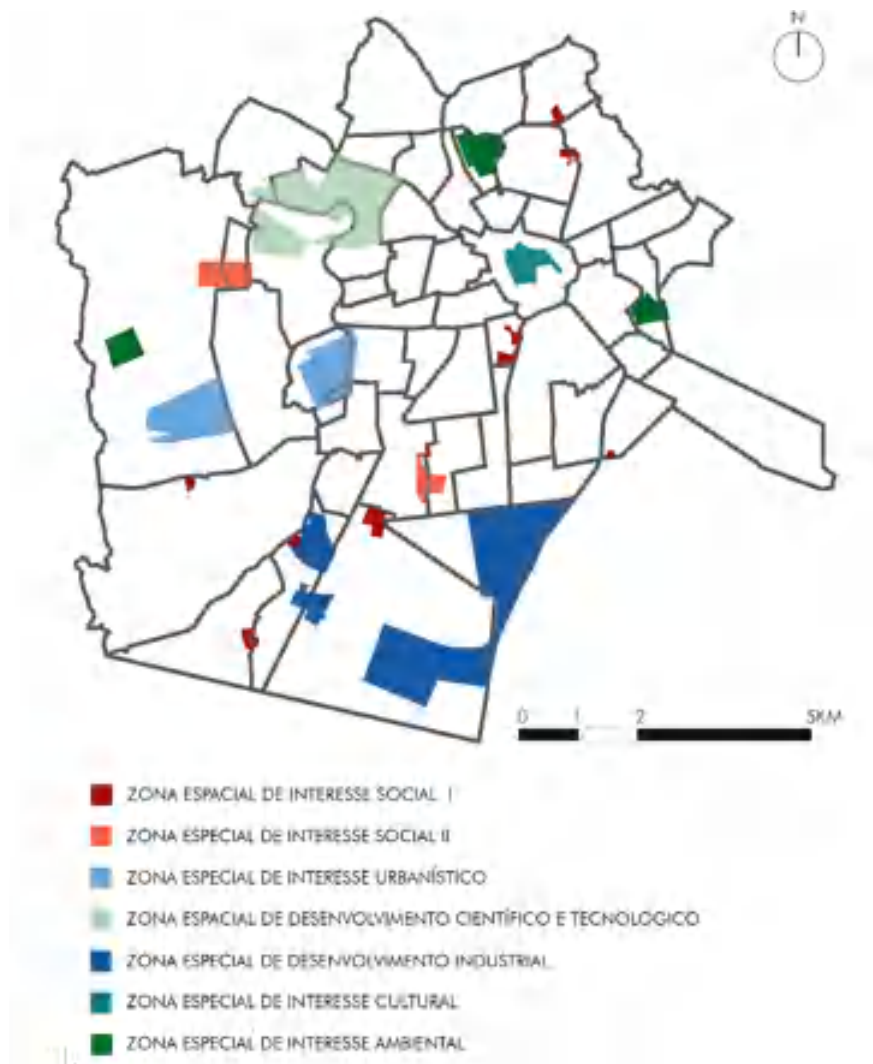 N
0 1 2 5KM
ZONA ESPACIAL DE INTERESSE SOCIAL I
ZONA ESPECIAL DE INTERESSE SOCIAL II
ZONA ESPECIAL DE INTERESSE URBANÍSTICO
ZONA ESPACIAL DE DESENVOLVIMENTO CIENTÍFICO E TECNOLÓGICO
ZONA ESPECIAL DE DESENVOLVIMENTO INDUSTRIAL
ZONA ESPECIAL DE INTERESSE CULTURAL
ZONA ESPECIAL DE INTERESSE AMBIENTAL